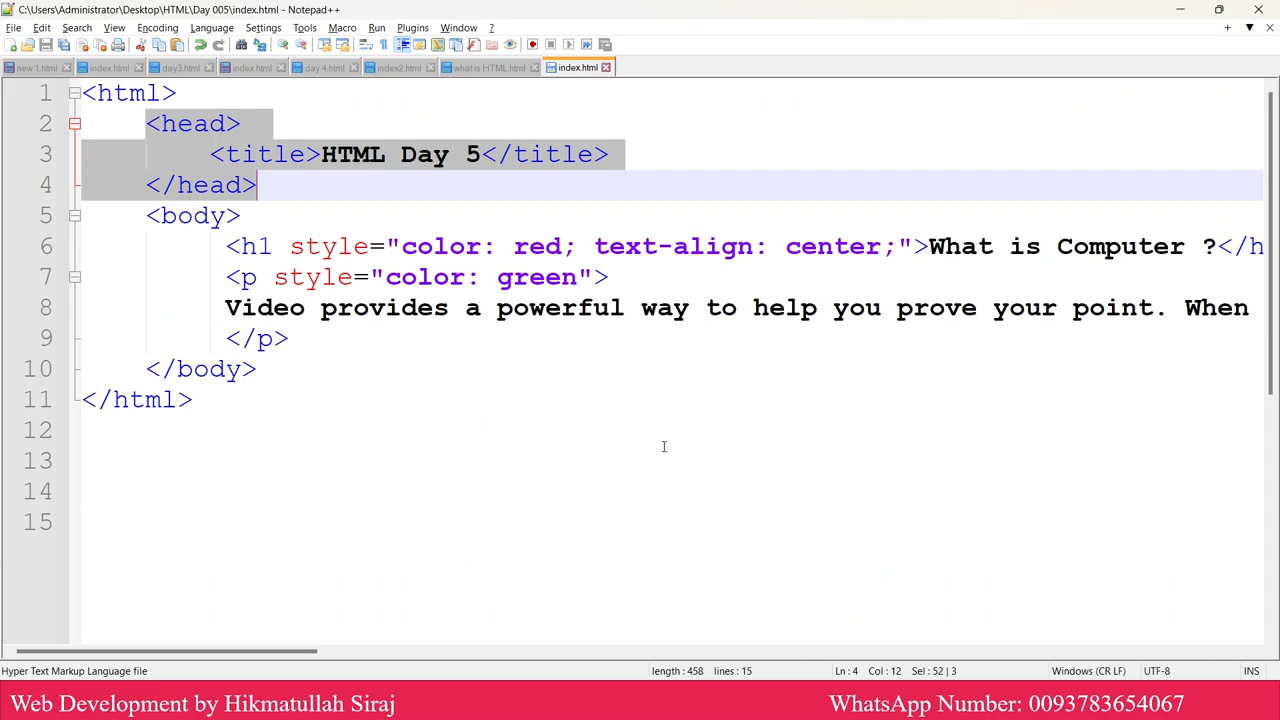 C:\Users\Administrator\Desktop\HTML\Day 005\index.html - Notepad++
File Edit Search View Encoding Language Settings Tools Macro Run Plugins Window ?
new 1.html index.html day3.html index.html day 4.html index2.html what is HTML.html index.html
1 <html>
2 <head>
3 <title>HTML Day 5</title>
4 </head>
5 <body>
6 <h1 style="color: red; text-align: center;">What is Computer ?</h
7 <p style="color: green">
8 Video provides a powerful way to help you prove your point. When
9 </p>
10 </body>
11 </html>
12
13
14
15
Hyper Text Markup Language file length : 458 lines : 15 Ln : 4 Col : 12 Sel : 52 | 3 Windows (CR LF) UTF-8 INS
Web Development by Hikmatullah Siraj WhatsApp Number: 0093783654067